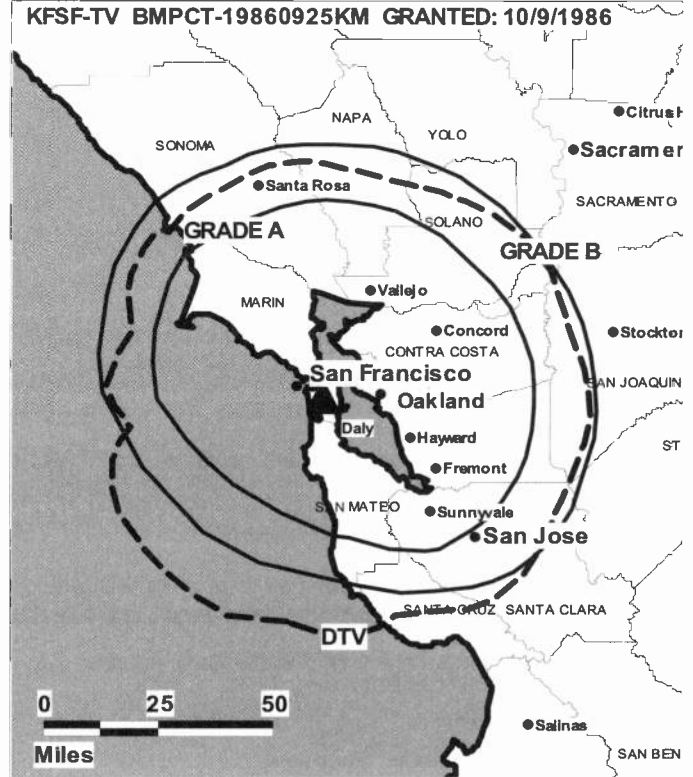 KFSF-TV BMPCT-19860925KM GRANTED: 10/9/1986
Citrus H
NAPA
YOLO
SONOMA
Sacramer
Santa Rosa
SACRAMENTO
GRADE A
SOLANO
GRADE B
Vallejo
MARIN
Concord
Stockton
CONTRA COSTA
San Francisco
SAN JOAQUIN
Oakland
Daly
Hayward
ST
Fremont
SAN MATEO
Sunnyvale
San Jose
SANTA CRUZ SANTA CLARA
DTV
0 25 50
Salinas
Miles
SAN BEN